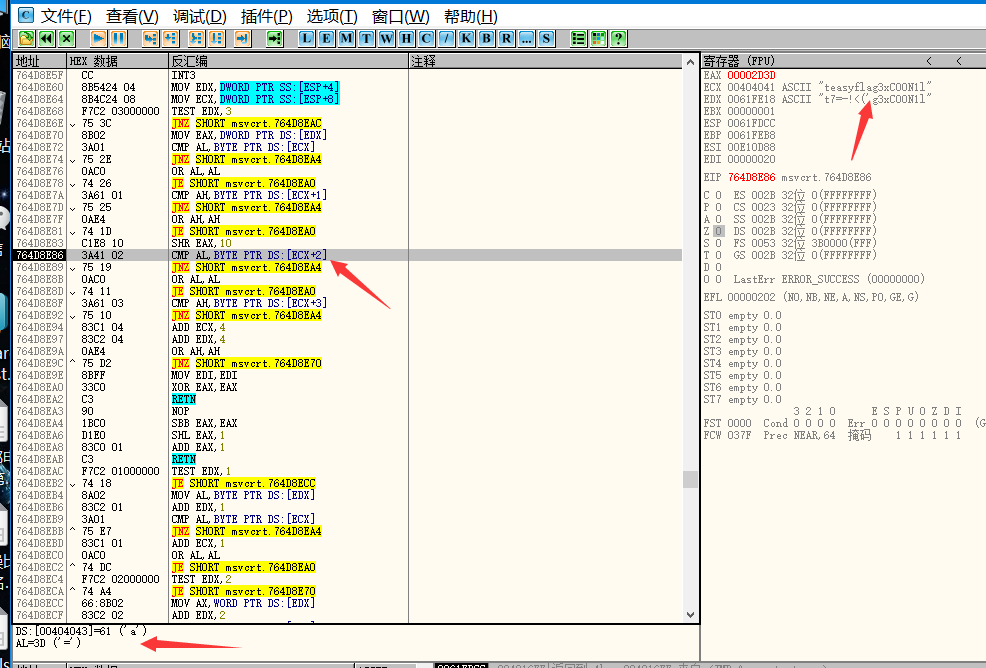 文件(F) 查看(V) 调试(D) 插件(P) 选项(T) 窗口(W) 帮助(H)
L E M T W H C / K B R ... S
地址 HEX 数据 反汇编 注释
764D8E5F CC INT3
764D8E60 8B5424 04 MOV EDX,DWORD PTR SS:[ESP+4]
764D8E64 8B4C24 08 MOV ECX,DWORD PTR SS:[ESP+8]
764D8E68 F7C2 03000000 TEST EDX,3
764D8E6E 75 3C JNZ SHORT msvcrt.764D8EAC
764D8E70 8B02 MOV EAX,DWORD PTR DS:[EDX]
764D8E72 3A01 CMP AL,BYTE PTR DS:[ECX]
764D8E74 75 2E JNZ SHORT msvcrt.764D8EA4
764D8E76 0AC0 OR AL,AL
764D8E78 74 26 JE SHORT msvcrt.764D8EA0
764D8E7A 3A61 01 CMP AH,BYTE PTR DS:[ECX+1]
764D8E7D 75 25 JNZ SHORT msvcrt.764D8EA4
764D8E7F 0AE4 OR AH,AH
764D8E81 74 1D JE SHORT msvcrt.764D8EA0
764D8E83 C1E8 10 SHR EAX,10
764D8E86 3A41 02 CMP AL,BYTE PTR DS:[ECX+2]
764D8E89 75 19 JNZ SHORT msvcrt.764D8EA4
764D8E8B 0AC0 OR AL,AL
764D8E8D 74 11 JE SHORT msvcrt.764D8EA0
764D8E8F 3A61 03 CMP AH,BYTE PTR DS:[ECX+3]
764D8E92 75 10 JNZ SHORT msvcrt.764D8EA4
764D8E94 83C1 04 ADD ECX,4
764D8E97 83C2 04 ADD EDX,4
764D8E9A 0AE4 OR AH,AH
764D8E9C ^ 75 D2 JNZ SHORT msvcrt.764D8E70
764D8E9E 8BFF MOV EDI,EDI
764D8EA0 33C0 XOR EAX,EAX
764D8EA2 C3 RETN
764D8EA3 90 NOP
764D8EA4 1BC0 SBB EAX,EAX
764D8EA6 D1E0 SHL EAX,1
764D8EA8 83C0 01 ADD EAX,1
764D8EAB C3 RETN
764D8EAC F7C2 01000000 TEST EDX,1
764D8EB2 74 18 JE SHORT msvcrt.764D8ECC
764D8EB4 8A02 MOV AL,BYTE PTR DS:[EDX]
764D8EB6 83C2 01 ADD EDX,1
764D8EB9 3A01 CMP AL,BYTE PTR DS:[ECX]
764D8EBB ^ 75 E7 JNZ SHORT msvcrt.764D8EA4
764D8EBD 83C1 01 ADD ECX,1
764D8EC0 0AC0 OR AL,AL
764D8EC2 ^ 74 DC JE SHORT msvcrt.764D8EA0
764D8EC4 F7C2 02000000 TEST EDX,2
764D8ECA ^ 74 A4 JE SHORT msvcrt.764D8E70
764D8ECC 66:8B02 MOV AX,WORD PTR DS:[EDX]
764D8ECF 83C2 02 ADD EDX,2
DS:[00404043]=61 ('a')
AL=3D ('=')
寄存器 (FPU) < <
EAX 00002D3D
ECX 00404041 ASCII "teasyflag3xC00N1l"
EDX 0061FE18 ASCII "t7=-!<(',g3xC00N1l"
EBX 00000001
ESP 0061FDCC
EBP 0061FEB8
ESI 00E10D88
EDI 00000020
EIP 764D8E86 msvcrt.764D8E86
C 0 ES 002B 32位 0(FFFFFFFF)
P 0 CS 0023 32位 0(FFFFFFFF)
A 0 SS 002B 32位 0(FFFFFFFF)
Z 0 DS 002B 32位 0(FFFFFFFF)
S 0 FS 0053 32位 3B0000(FFF)
T 0 GS 002B 32位 0(FFFFFFFF)
D 0
O 0 LastErr ERROR_SUCCESS (00000000)
EFL 00000202 (NO,NB,NE,A,NS,PO,GE,G)
ST0 empty 0.0
ST1 empty 0.0
ST2 empty 0.0
ST3 empty 0.0
ST4 empty 0.0
ST5 empty 0.0
ST6 empty 0.0
ST7 empty 0.0
3 2 1 0 E S P U O Z D I
FST 0000 Cond 0 0 0 0 Err 0 0 0 0 0 0 0 0 (G
FCW 037F Prec NEAR,64 掩码 1 1 1 1 1 1